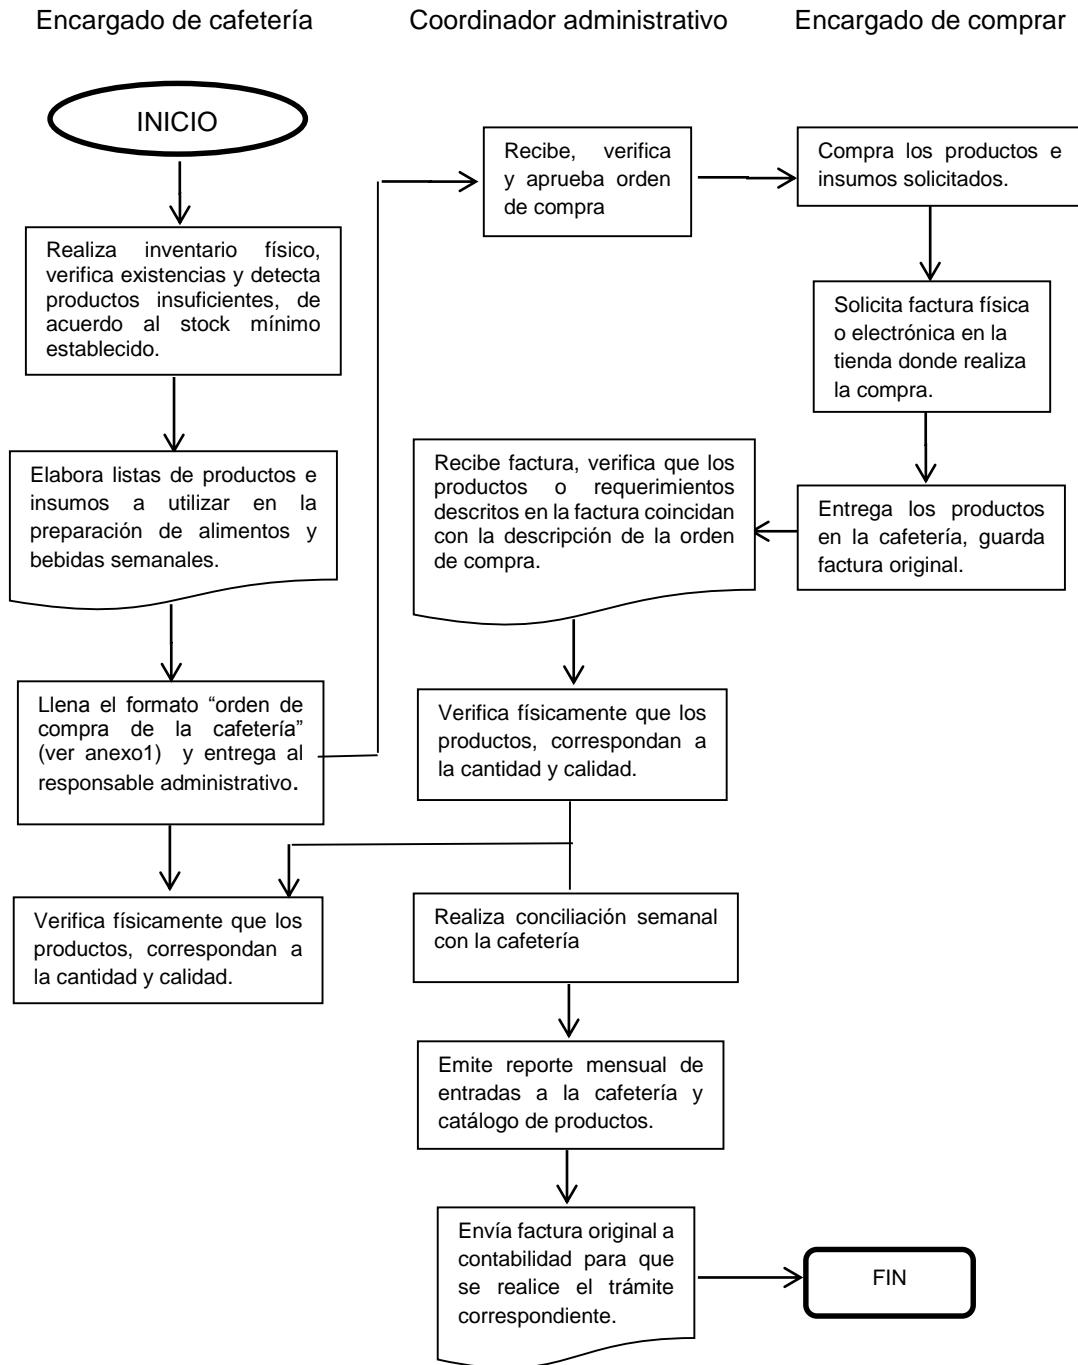 Encargado de cafetería
Coordinador administrativo
Encargado de comprar
INICIO
Realiza inventario físico,
verifica existencias y detecta
productos insuficientes, de
acuerdo al stock mínimo
establecido.
Elabora listas de productos e
insumos a utilizar en la
preparación de alimentos y
bebidas semanales.
Llena el formato “orden de
compra de la cafetería”
(ver anexo1) y entrega al
responsable administrativo.
Verifica físicamente que los
productos, correspondan a
la cantidad y calidad.
Recibe, verifica
y aprueba orden
de compra
Compra los productos e
insumos solicitados.
Solicita factura física
o electrónica en la
tienda donde realiza
la compra.
Entrega los productos
en la cafetería, guarda
factura original.
Recibe factura, verifica que los
productos o requerimientos
descritos en la factura coincidan
con la descripción de la orden
de compra.
Verifica físicamente que los
productos, correspondan a
la cantidad y calidad.
Realiza conciliación semanal
con la cafetería
Emite reporte mensual de
entradas a la cafetería y
catálogo de productos.
Envía factura original a
contabilidad para que
se realice el trámite
correspondiente.
FIN